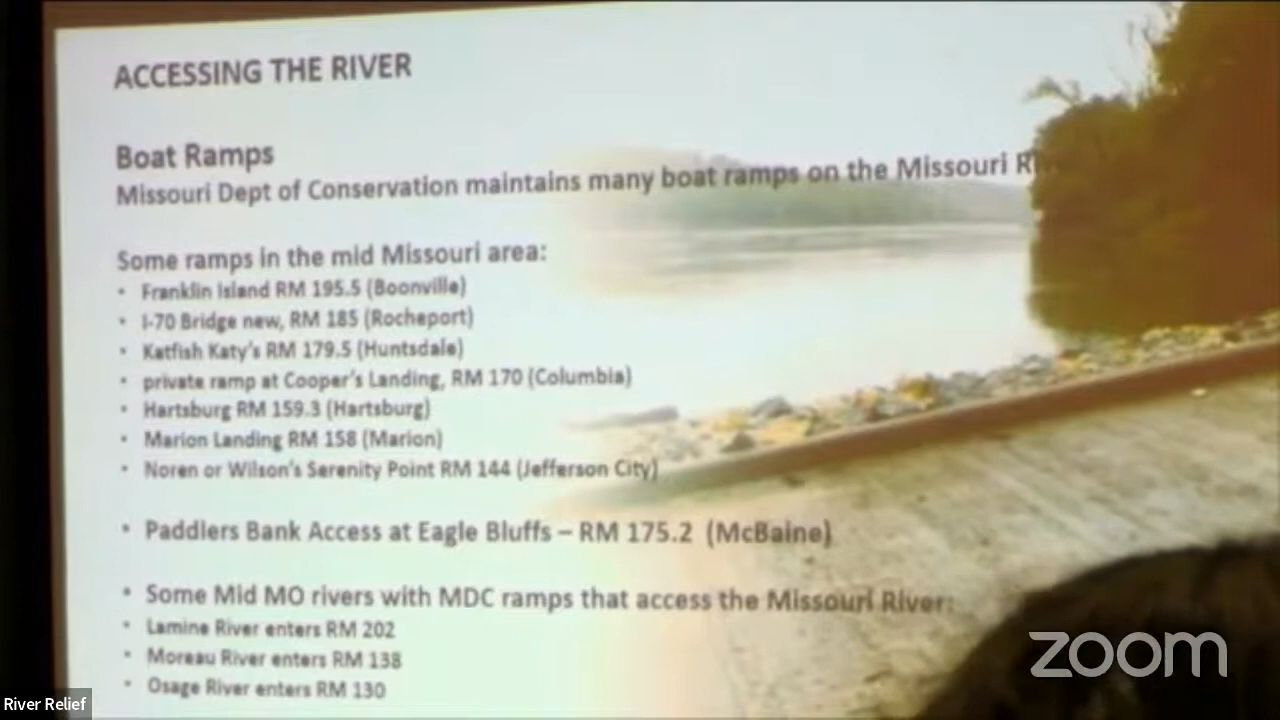 ACCESSING THE RIVER
Boat Ramps
Missouri Dept of Conservation maintains many boat ramps on the Missouri
Some ramps in the mid Missouri area:
• Franklin Island RM 195.5 (Boonville)
• I-70 Bridge new, RM 185 (Rocheport)
• Katfish Katy's RM 179.5 (Huntsdale)
• private ramp at Cooper's Landing, RM 170 (Columbia)
• Hartsburg RM 159.3 (Hartsburg)
• Marion Landing RM 158 (Marion)
• Noren or Wilson's Serenity Point RM 144 (Jefferson City)
• Paddlers Bank Access at Eagle Bluffs – RM 175.2 (McBaine)
• Some Mid MO rivers with MDC ramps that access the Missouri River:
• Lamine River enters RM 202
• Moreau River enters RM 138
• Osage River enters RM 130
zoom
River Relief